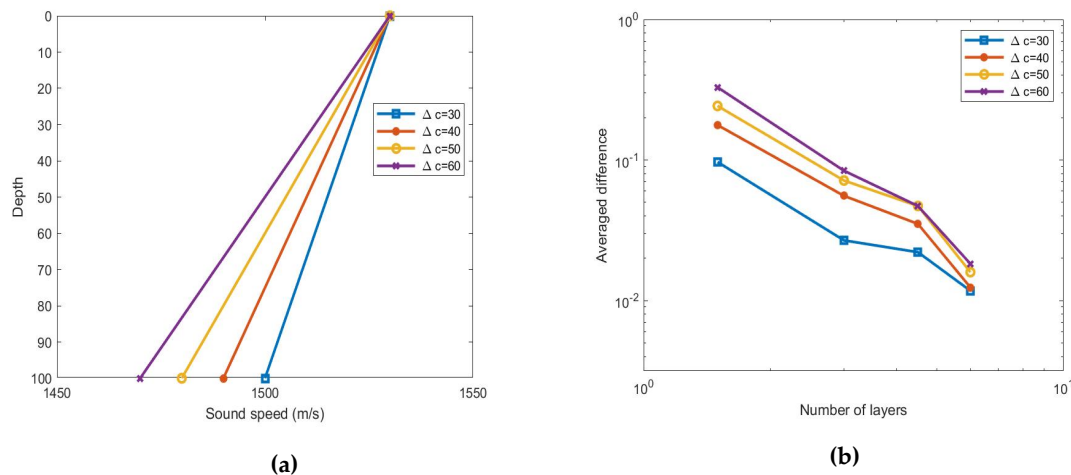 0
10
20
30
40
50
60
70
80
90
100
Depth
1450
1500
1550
Sound speed (m/s)
Δ c=30
Δ c=40
Δ c=50
Δ c=60
(a)
10^0
10^-1
10^-2
Averaged difference
10^0
10^1
Number of layers
Δ c=30
Δ c=40
Δ c=50
Δ c=60
(b)